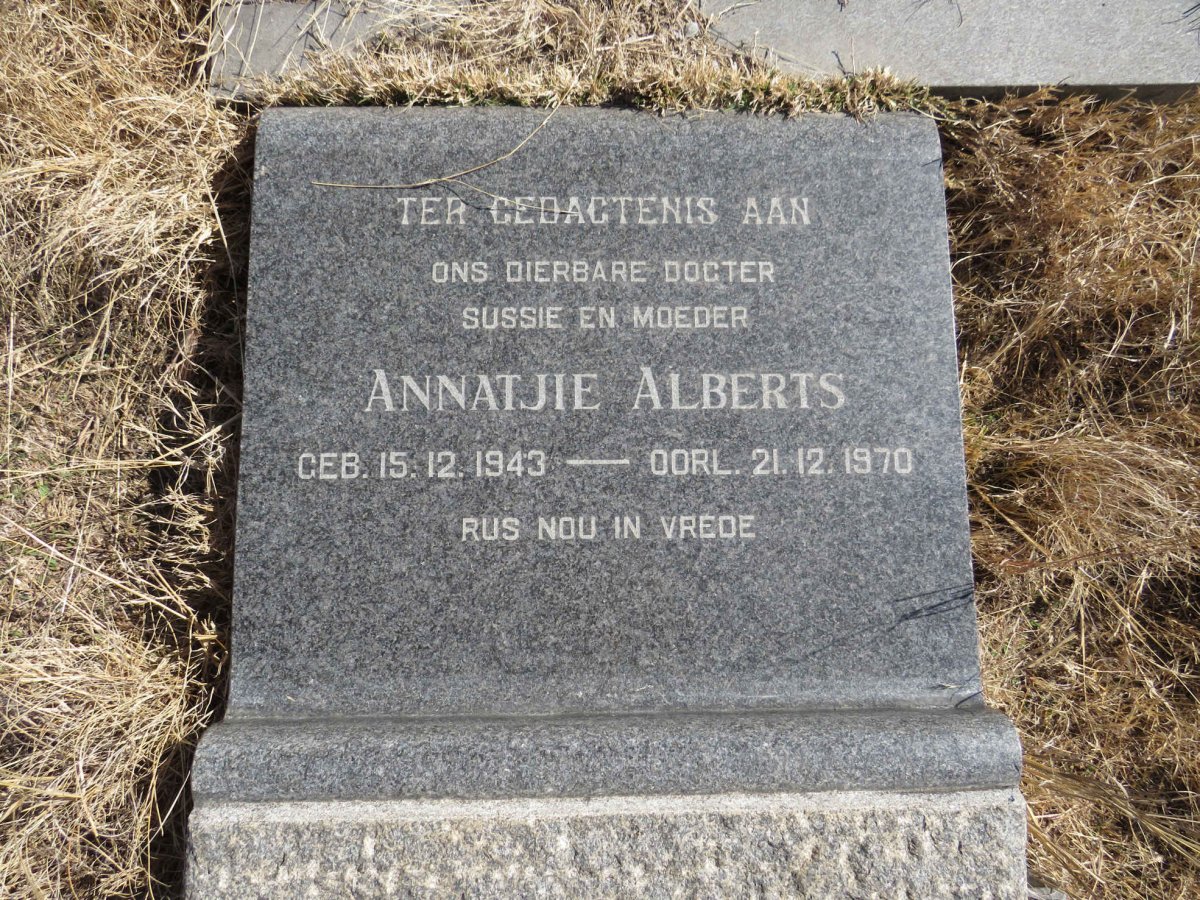 TER GEDAGTENIS AAN
ONS DIERBARE DOGTER
SUSSIE EN MOEDER
ANNATJIE ALBERTS
GEB. 15. 12. 1943 — OORL. 21. 12. 1970
RUS NOU IN VREDE